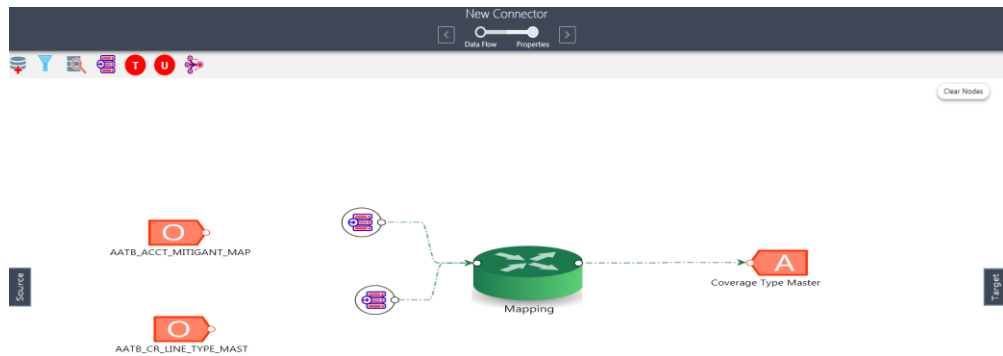 New Connector
<
>
Data Flow
Properties
T
U
Clear Nodes
O
AATB_ACCT_MITIGANT_MAP
Source
A
Coverage Type Master
Target
Mapping
O
AATB_CR_LINE_TYPE_MAST